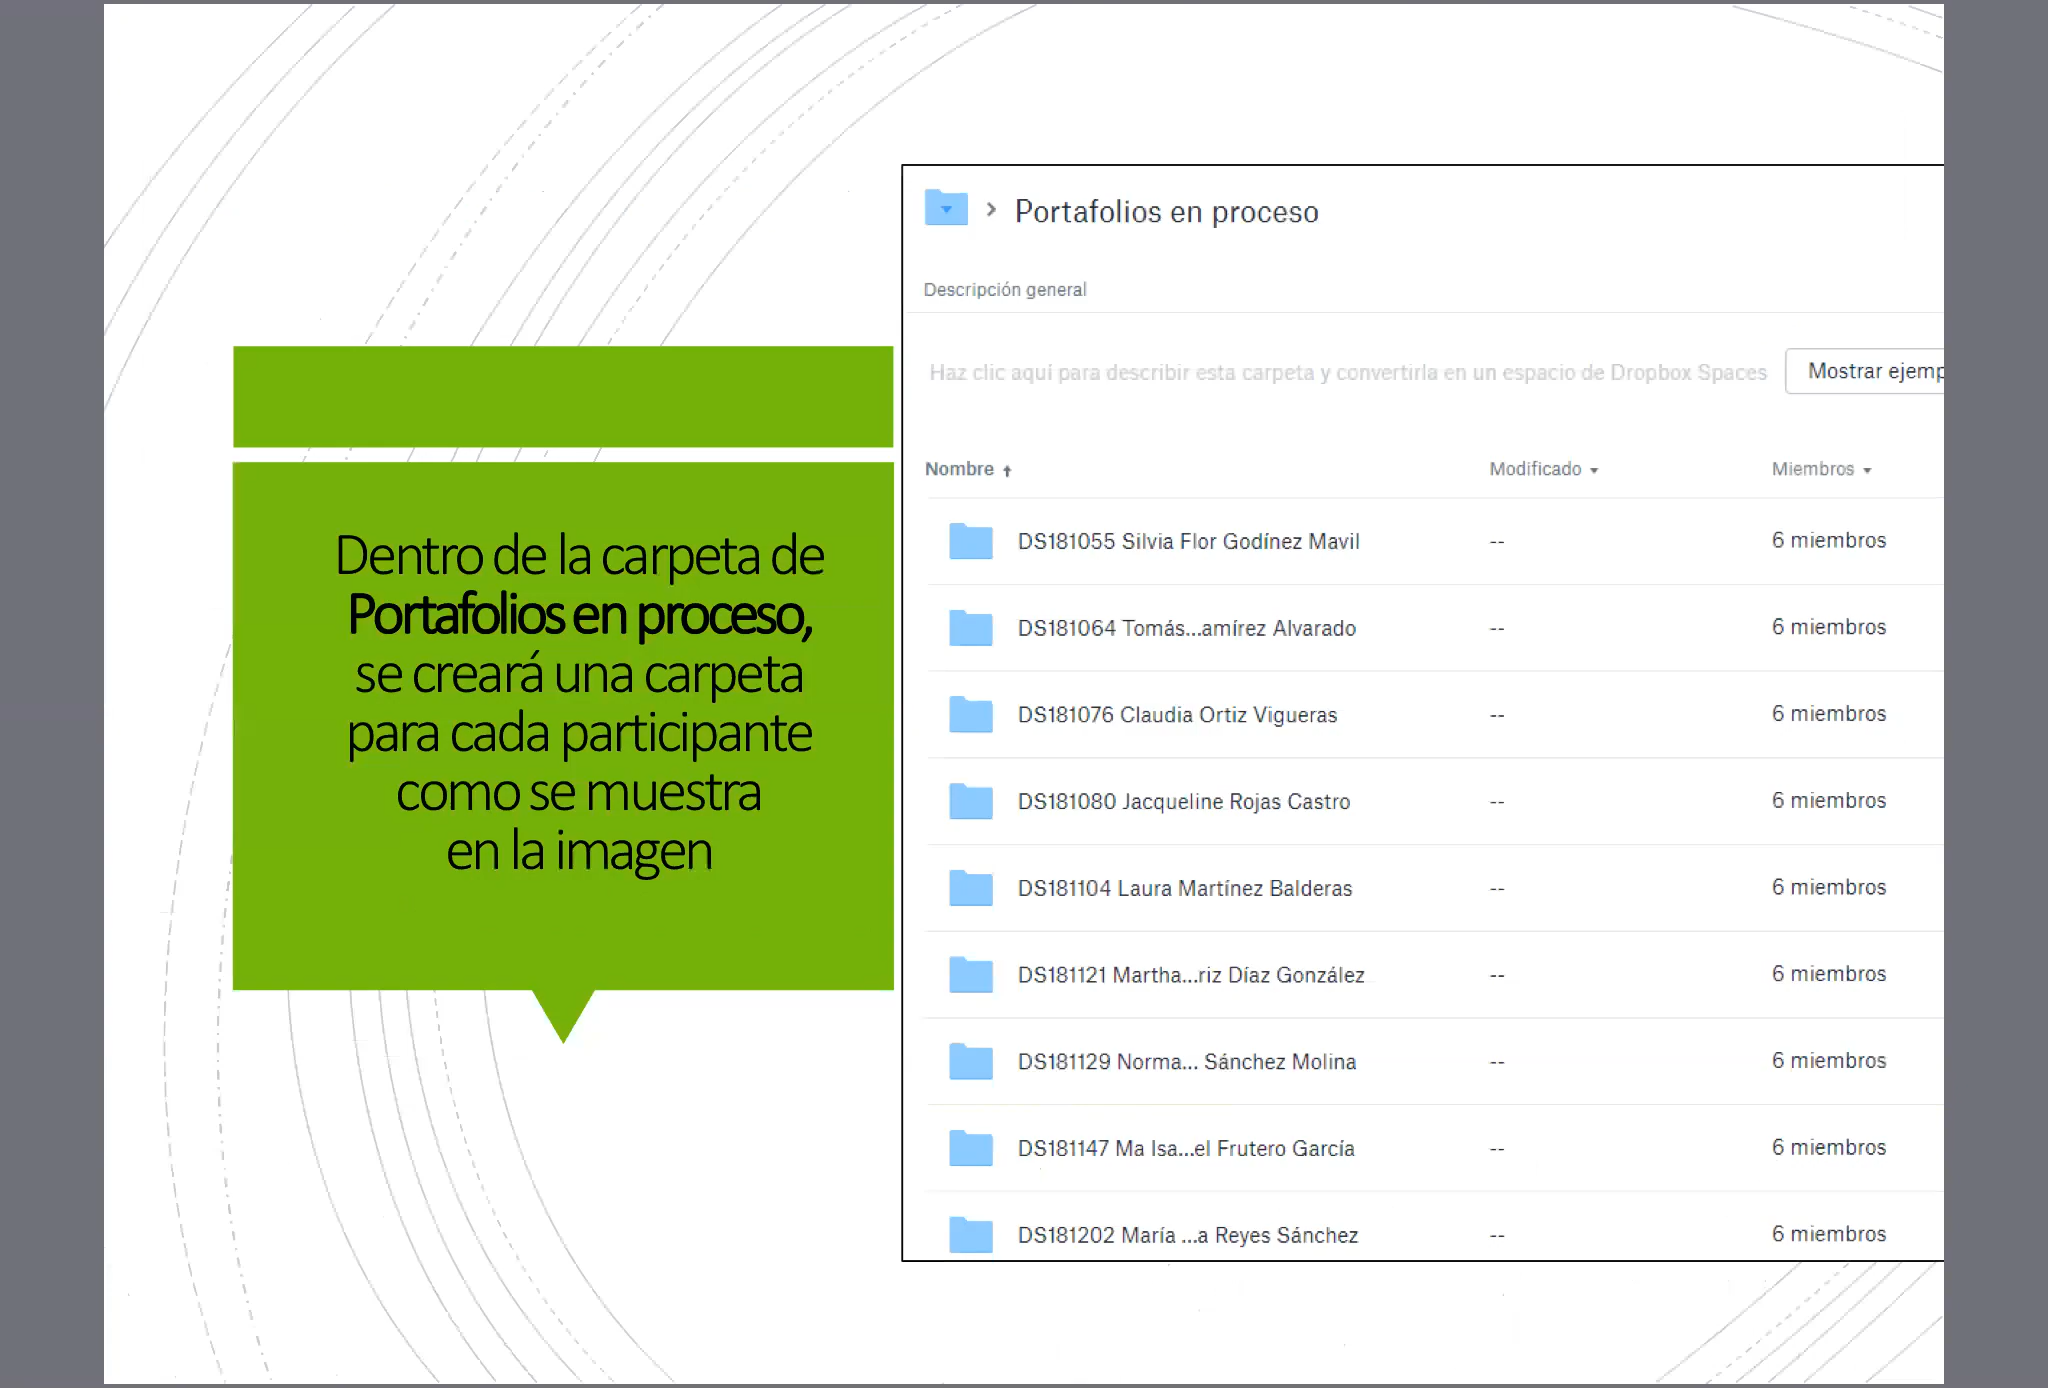 Dentro de la carpeta de
Portafolios en proceso,
se creará una carpeta
para cada participante
como se muestra
en la imagen
Portafolios en proceso
Descripción general
Haz clic aquí para describir esta carpeta y convertirla en un espacio de Dropbox Spaces Mostrar ejemp
Nombre Modificado Miembros
DS181055 Silvia Flor Godínez Mavil -- 6 miembros
DS181064 Tomás...amírez Alvarado -- 6 miembros
DS181076 Claudia Ortiz Vigueras -- 6 miembros
DS181080 Jacqueline Rojas Castro -- 6 miembros
DS181104 Laura Martínez Balderas -- 6 miembros
DS181121 Martha...riz Díaz González -- 6 miembros
DS181129 Norma... Sánchez Molina -- 6 miembros
DS181147 Ma Isa...el Frutero García -- 6 miembros
DS181202 María ...a Reyes Sánchez -- 6 miembros